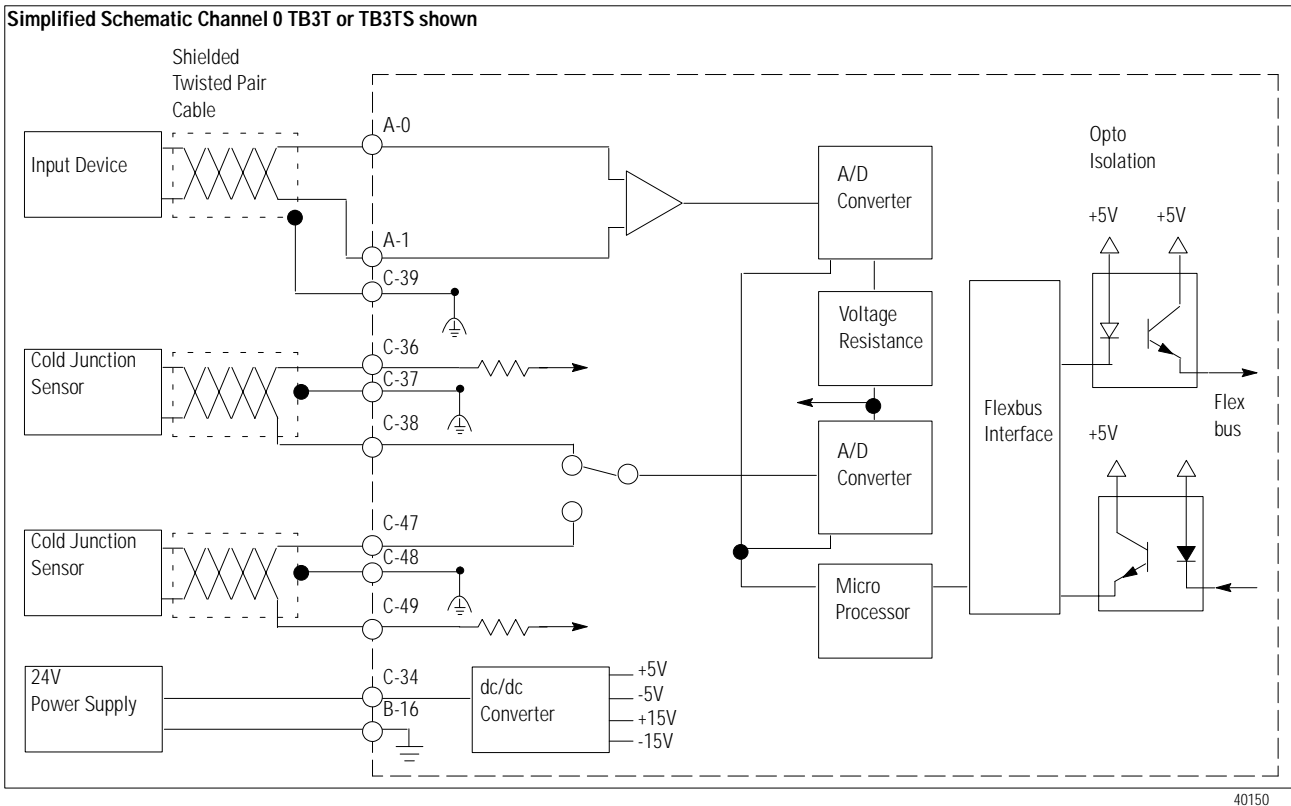 Simplified Schematic Channel 0 TB3T or TB3TS shown
Shielded
Twisted Pair
Cable
Input Device
A-0
A-1
C-39
A/D
Converter
Opto
Isolation
+5V
+5V
Voltage
Resistance
Cold Junction
Sensor
C-36
C-37
C-38
Flexbus
Interface
Flex
bus
A/D
Converter
+5V
Cold Junction
Sensor
C-47
C-48
C-49
Micro
Processor
24V
Power Supply
C-34
B-16
dc/dc
Converter
+5V
-5V
+15V
-15V
40150